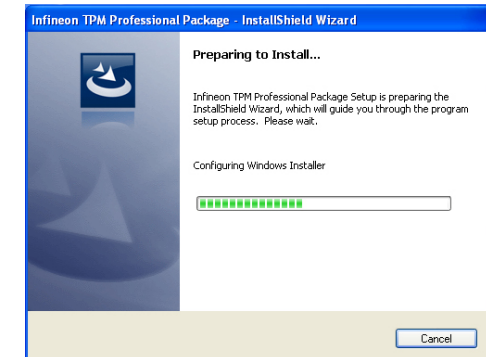 Infineon TPM Professional Package - InstallShield Wizard
Preparing to Install...
Infineon TPM Professional Package Setup is preparing the
InstallShield Wizard, which will guide you through the program
setup process. Please wait.
Configuring Windows Installer
Cancel